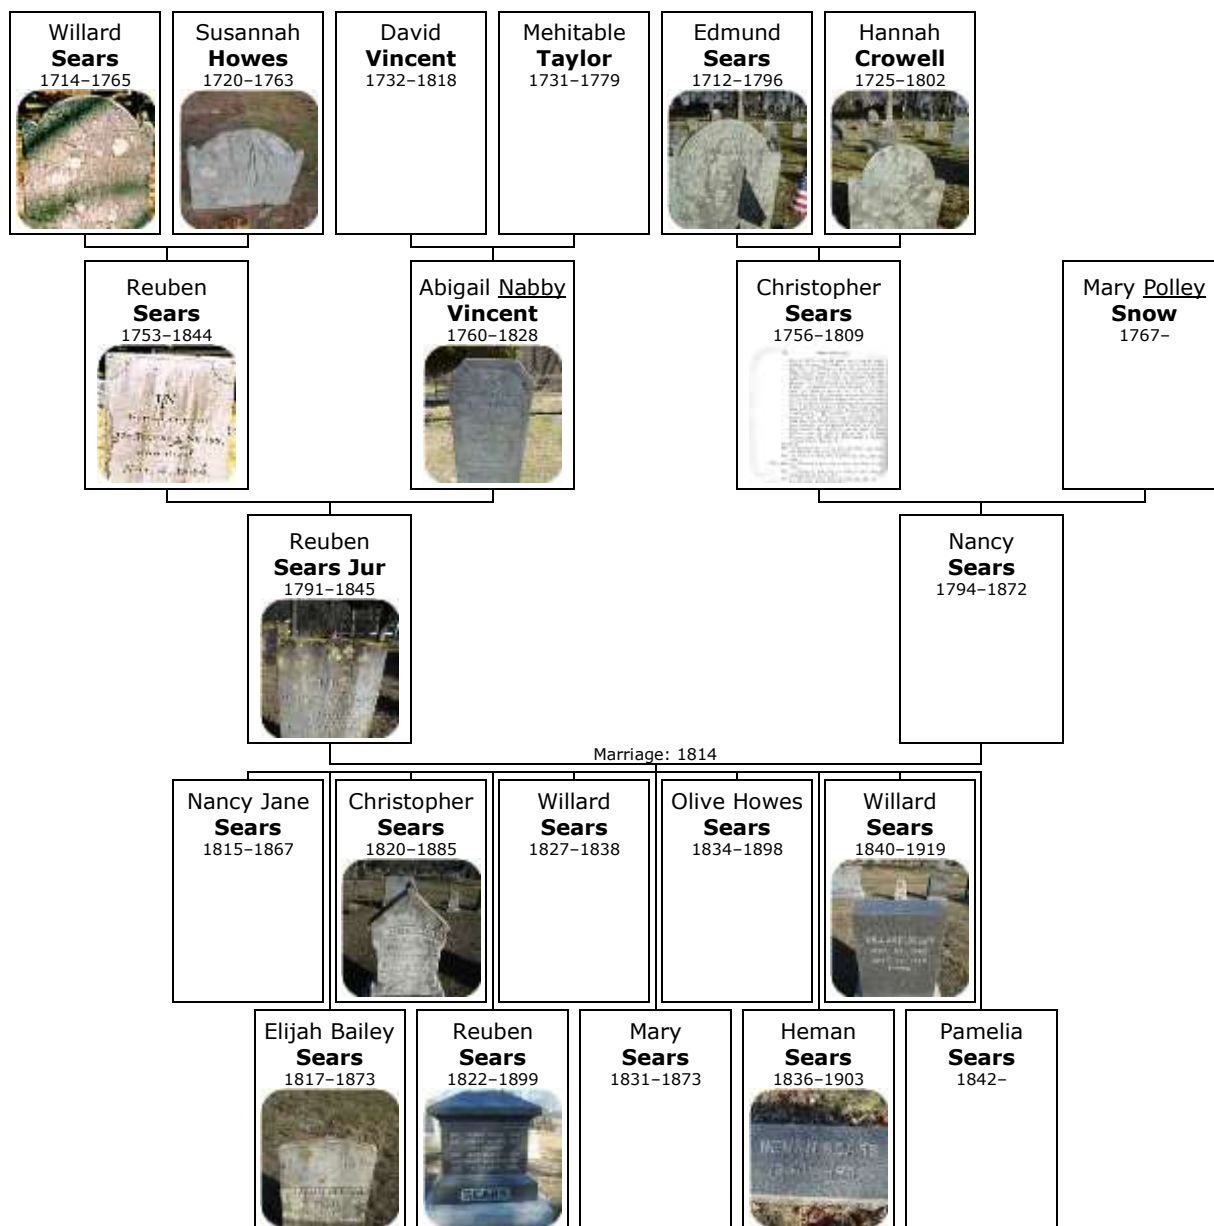 Willard
Sears
1714–1765
Susannah
Howes
1720–1763
David
Vincent
1732–1818
Mehitable
Taylor
1731–1779
Edmund
Sears
1712–1796
Hannah
Crowell
1725–1802
Reuben
Sears
1753–1844
Abigail Nabby
Vincent
1760–1828
Christopher
Sears
1756–1809
Mary Polley
Snow
1767–
Reuben
Sears Jur
1791–1845
Nancy
Sears
1794–1872
Marriage: 1814
Nancy Jane
Sears
1815–1867
Christopher
Sears
1820–1885
Willard
Sears
1827–1838
Olive Howes
Sears
1834–1898
Willard
Sears
1840–1919
Elijah Bailey
Sears
1817–1873
Reuben
Sears
1822–1899
SEARS
Mary
Sears
1831–1873
Heman
Sears
1836–1903
HEMAN SEARS
Pamelia
Sears
1842–